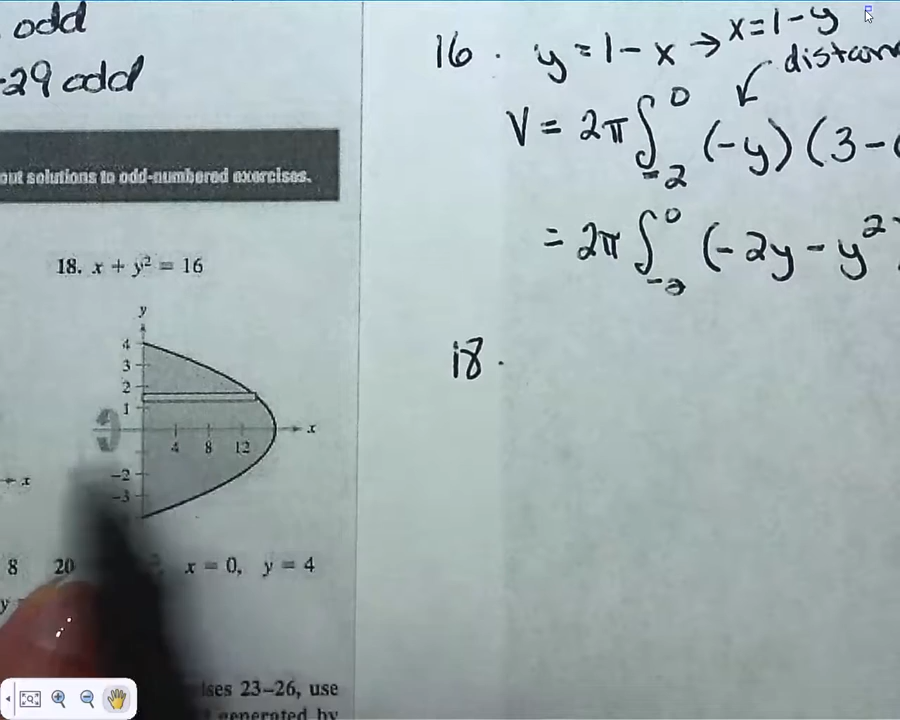 odd
-29 odd
out solutions to odd-numbered exercises.
18. x + y² = 16
y
4
3
2
1
x
4 8 12
-2
-3
x
8 20 x = 0, y = 4
y
ises 23–26, use
generated by
16. y = 1 - x → x = 1 - y
V = 2π ∫ 0 -2 (-y)(3-(
= 2π ∫ 0 -2 (-2y - y²
18.